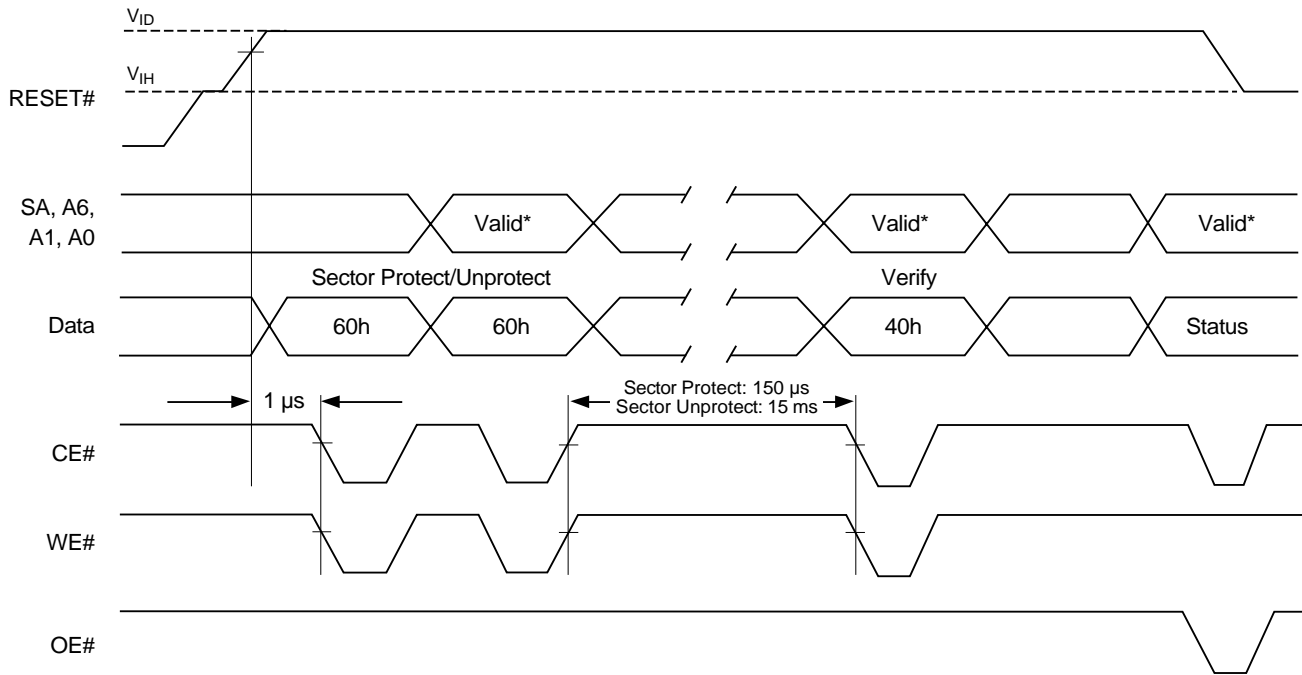 VID
VIH
RESET#
SA, A6,
A1, A0
Valid*
Valid*
Valid*
Sector Protect/Unprotect
Verify
Data
60h
60h
40h
Status
1 µs
Sector Protect: 150 µs
Sector Unprotect: 15 ms
CE#
WE#
OE#